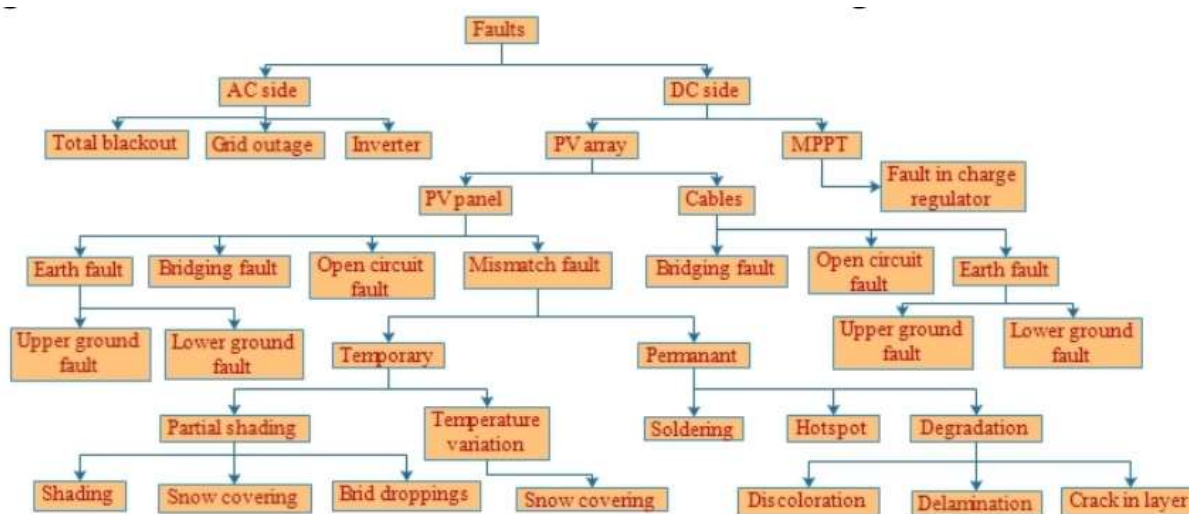 Faults
AC side
DC side
Total blackout
Grid outage
Inverter
PV array
MPPT
Fault in charge
regulator
PV panel
Cables
Earth fault
Bridging fault
Open circuit
fault
Mismatch fault
Bridging fault
Open circuit
fault
Earth fault
Upper ground
fault
Lower ground
fault
Temporary
Permanant
Upper ground
fault
Lower ground
fault
Partial shading
Temperature
variation
Soldering
Hotspot
Degradation
Shading
Snow covering
Brid droppings
Snow covering
Discoloration
Delamination
Crack in layer